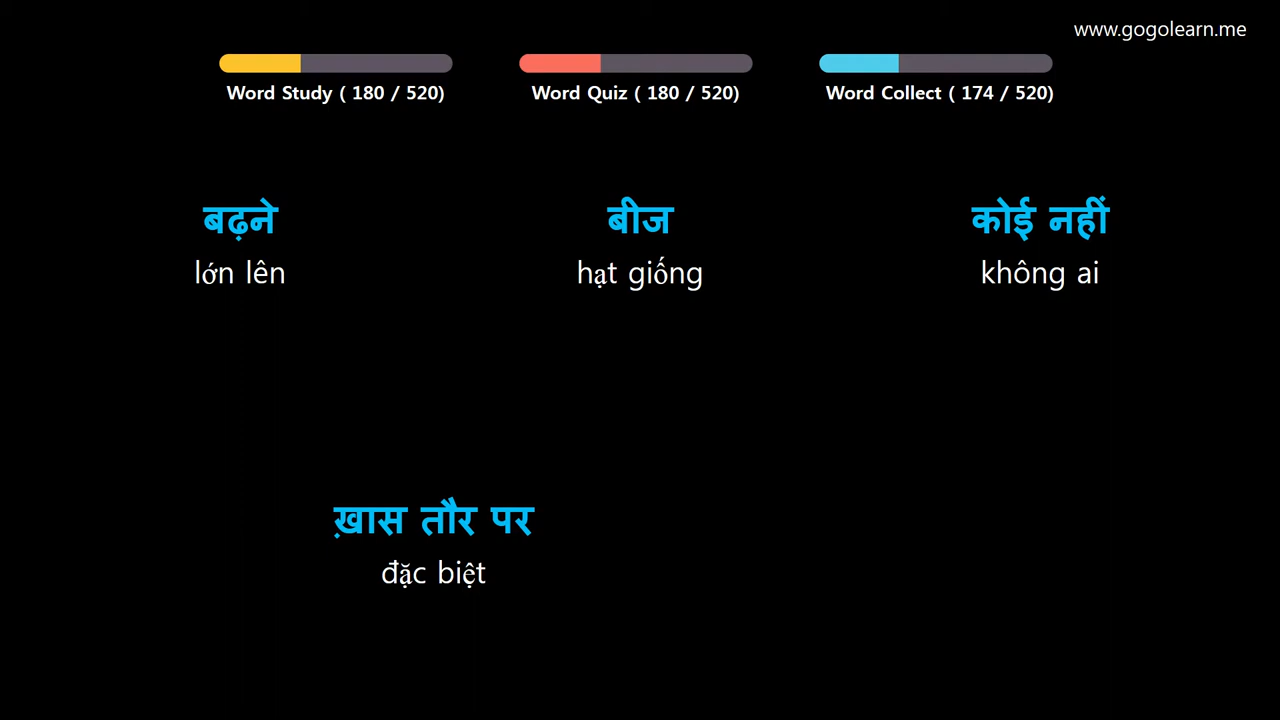 www.gogolearn.me
Word Study ( 180 / 520)
Word Quiz ( 180 / 520)
Word Collect ( 174 / 520)
बढ़ने
lớn lên
बीज
hạt giống
कोई नहीं
không ai
ख़ास तौर पर
đặc biệt